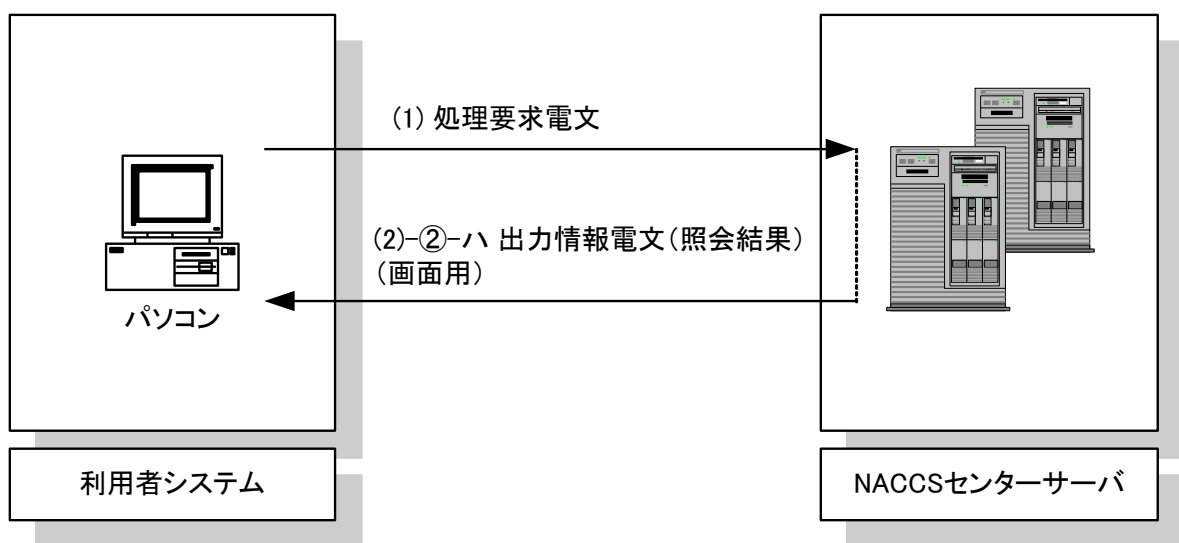 (1) 処理要求電文
(2)-②-ハ 出力情報電文(照会結果)
(画面用)
パソコン
利用者システム
NACCSセンターサーバ